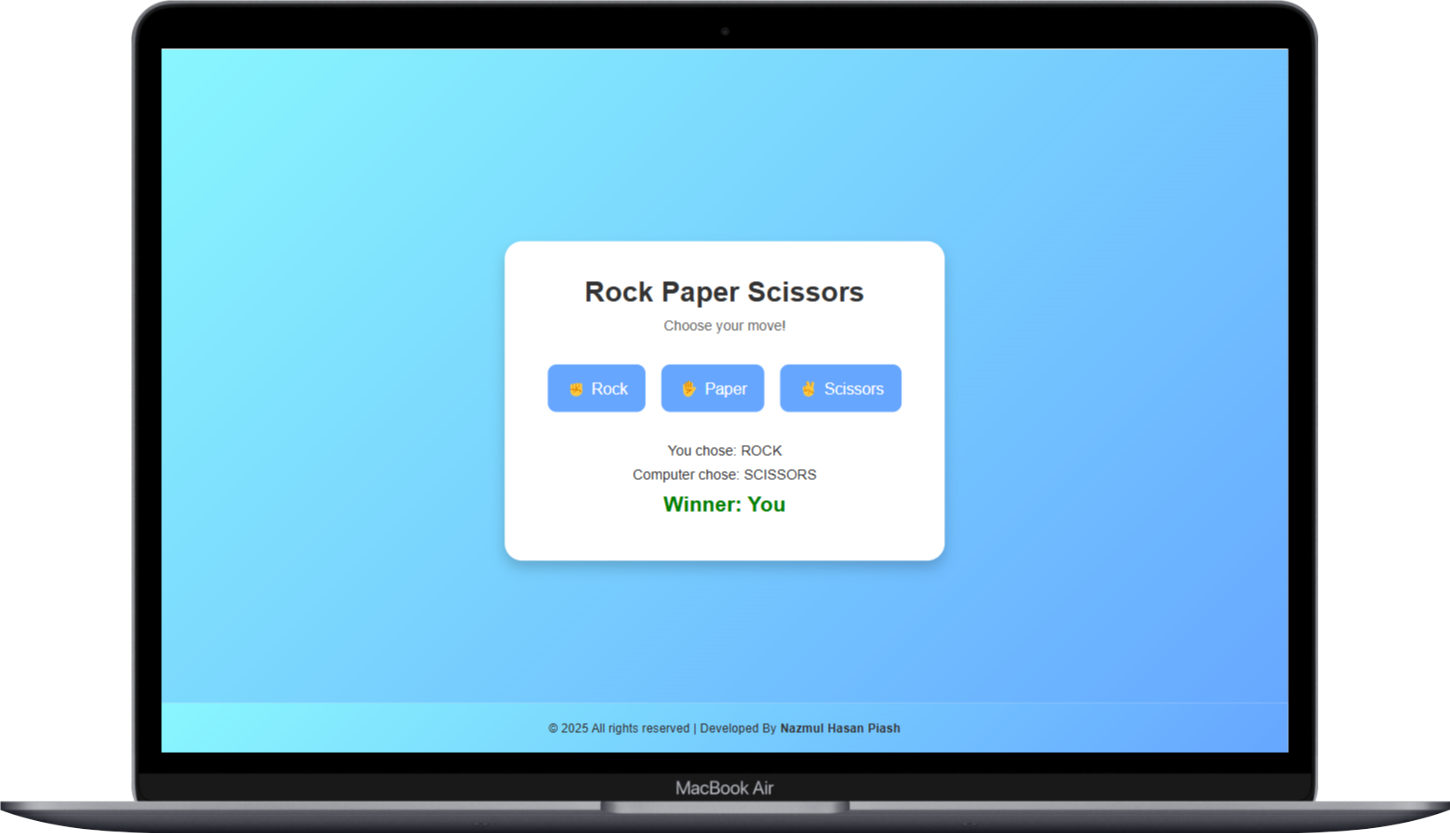 Rock Paper Scissors
Choose your move!
✊ Rock ✋ Paper ✌ Scissors
You chose: ROCK
Computer chose: SCISSORS
Winner: You
© 2025 All rights reserved | Developed By Nazmul Hasan Piash
MacBook Air